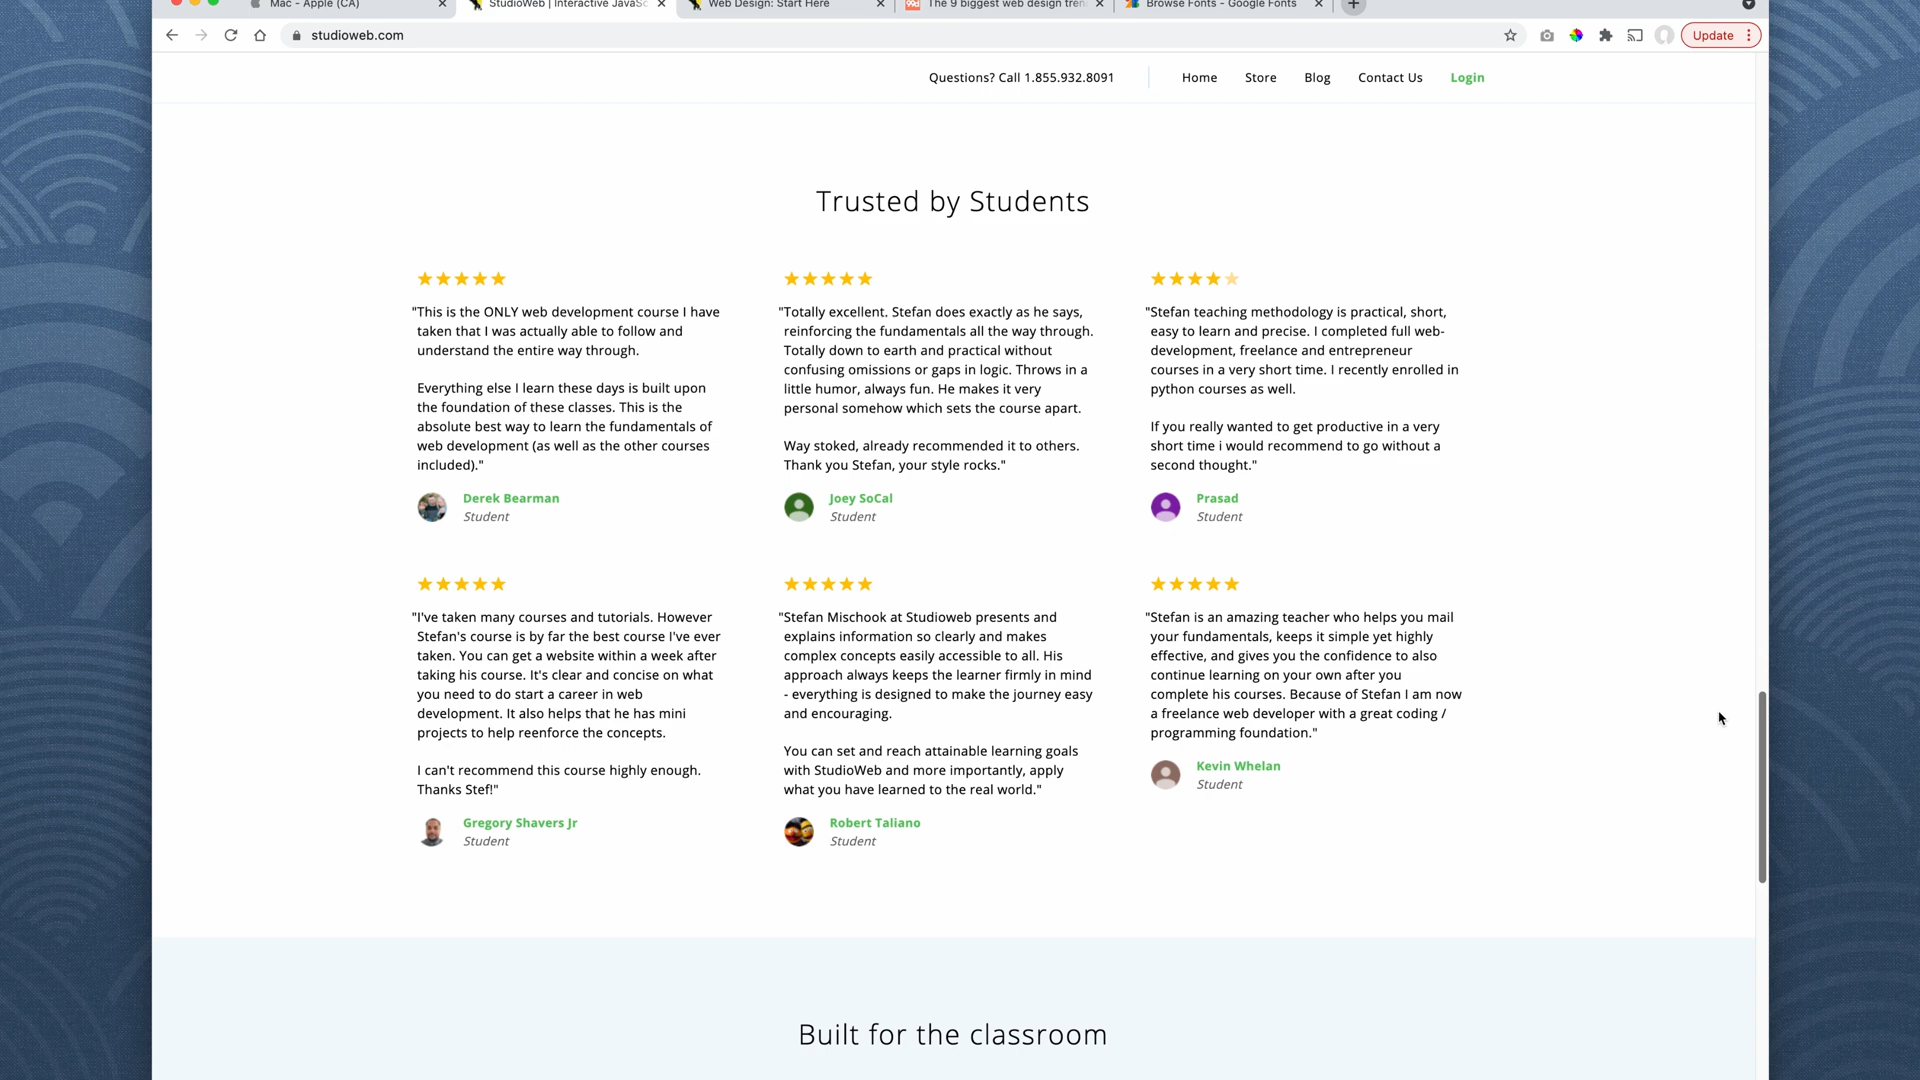 Mac - Apple (CA)
StudioWeb | Interactive JavaSc
Web Design: Start Here
The 9 biggest web design tren
Browse Fonts - Google Fonts
studioweb.com
Update
Questions? Call 1.855.932.8091
Home
Store
Blog
Contact Us
Login
Trusted by Students
"This is the ONLY web development course I have
taken that I was actually able to follow and
understand the entire way through.
Everything else I learn these days is built upon
the foundation of these classes. This is the
absolute best way to learn the fundamentals of
web development (as well as the other courses
included)."
Derek Bearman
Student
"Totally excellent. Stefan does exactly as he says,
reinforcing the fundamentals all the way through.
Totally down to earth and practical without
confusing omissions or gaps in logic. Throws in a
little humor, always fun. He makes it very
personal somehow which sets the course apart.
Way stoked, already recommended it to others.
Thank you Stefan, your style rocks."
Joey SoCal
Student
"Stefan teaching methodology is practical, short,
easy to learn and precise. I completed full web-
development, freelance and entrepreneur
courses in a very short time. I recently enrolled in
python courses as well.
If you really wanted to get productive in a very
short time i would recommend to go without a
second thought."
Prasad
Student
"I've taken many courses and tutorials. However
Stefan's course is by far the best course I've ever
taken. You can get a website within a week after
taking his course. It's clear and concise on what
you need to do start a career in web
development. It also helps that he has mini
projects to help reenforce the concepts.
I can't recommend this course highly enough.
Thanks Stef!"
Gregory Shavers Jr
Student
"Stefan Mischook at Studioweb presents and
explains information so clearly and makes
complex concepts easily accessible to all. His
approach always keeps the learner firmly in mind
- everything is designed to make the journey easy
and encouraging.
You can set and reach attainable learning goals
with StudioWeb and more importantly, apply
what you have learned to the real world."
Robert Taliano
Student
"Stefan is an amazing teacher who helps you mail
your fundamentals, keeps it simple yet highly
effective, and gives you the confidence to also
continue learning on your own after you
complete his courses. Because of Stefan I am now
a freelance web developer with a great coding /
programming foundation."
Kevin Whelan
Student
Built for the classroom